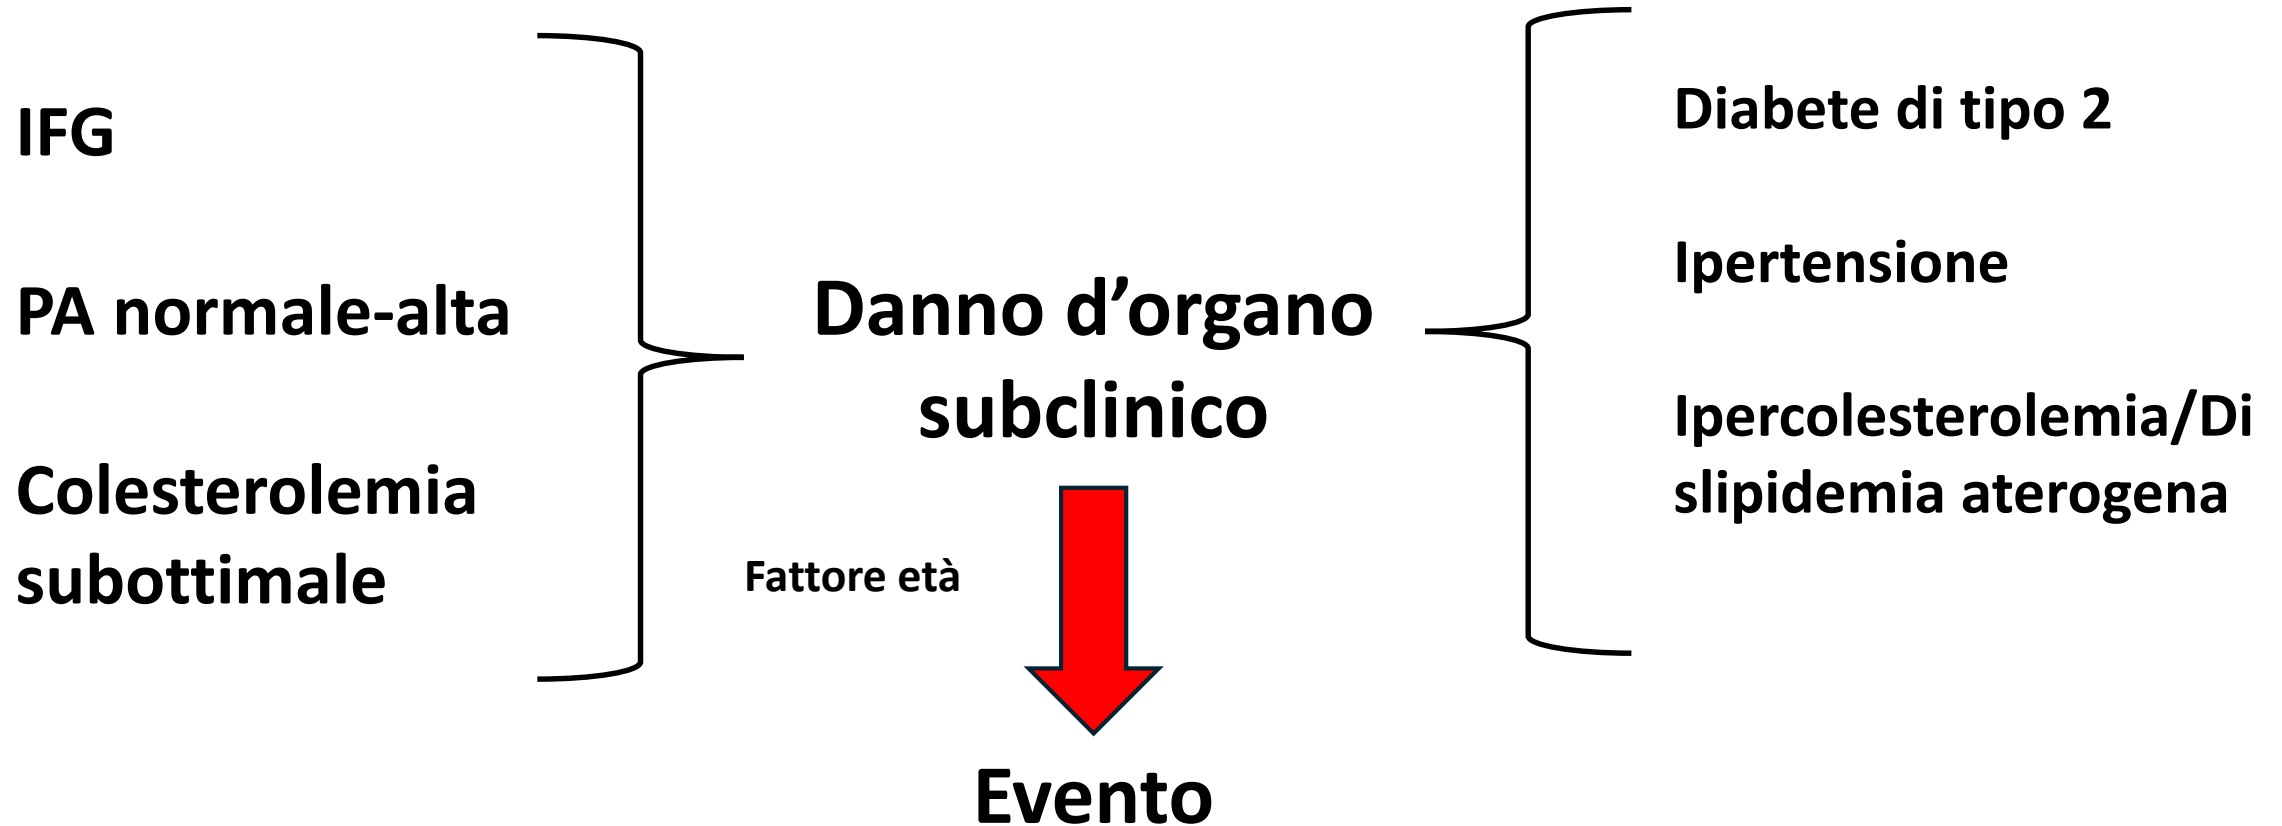 IFG
PA normale-alta
Colesterolemia
subottimale
Danno d’organo
subclinico
Fattore età
Evento
Diabete di tipo 2
Ipertensione
Ipercolesterolemia/Di
slipidemia aterogena